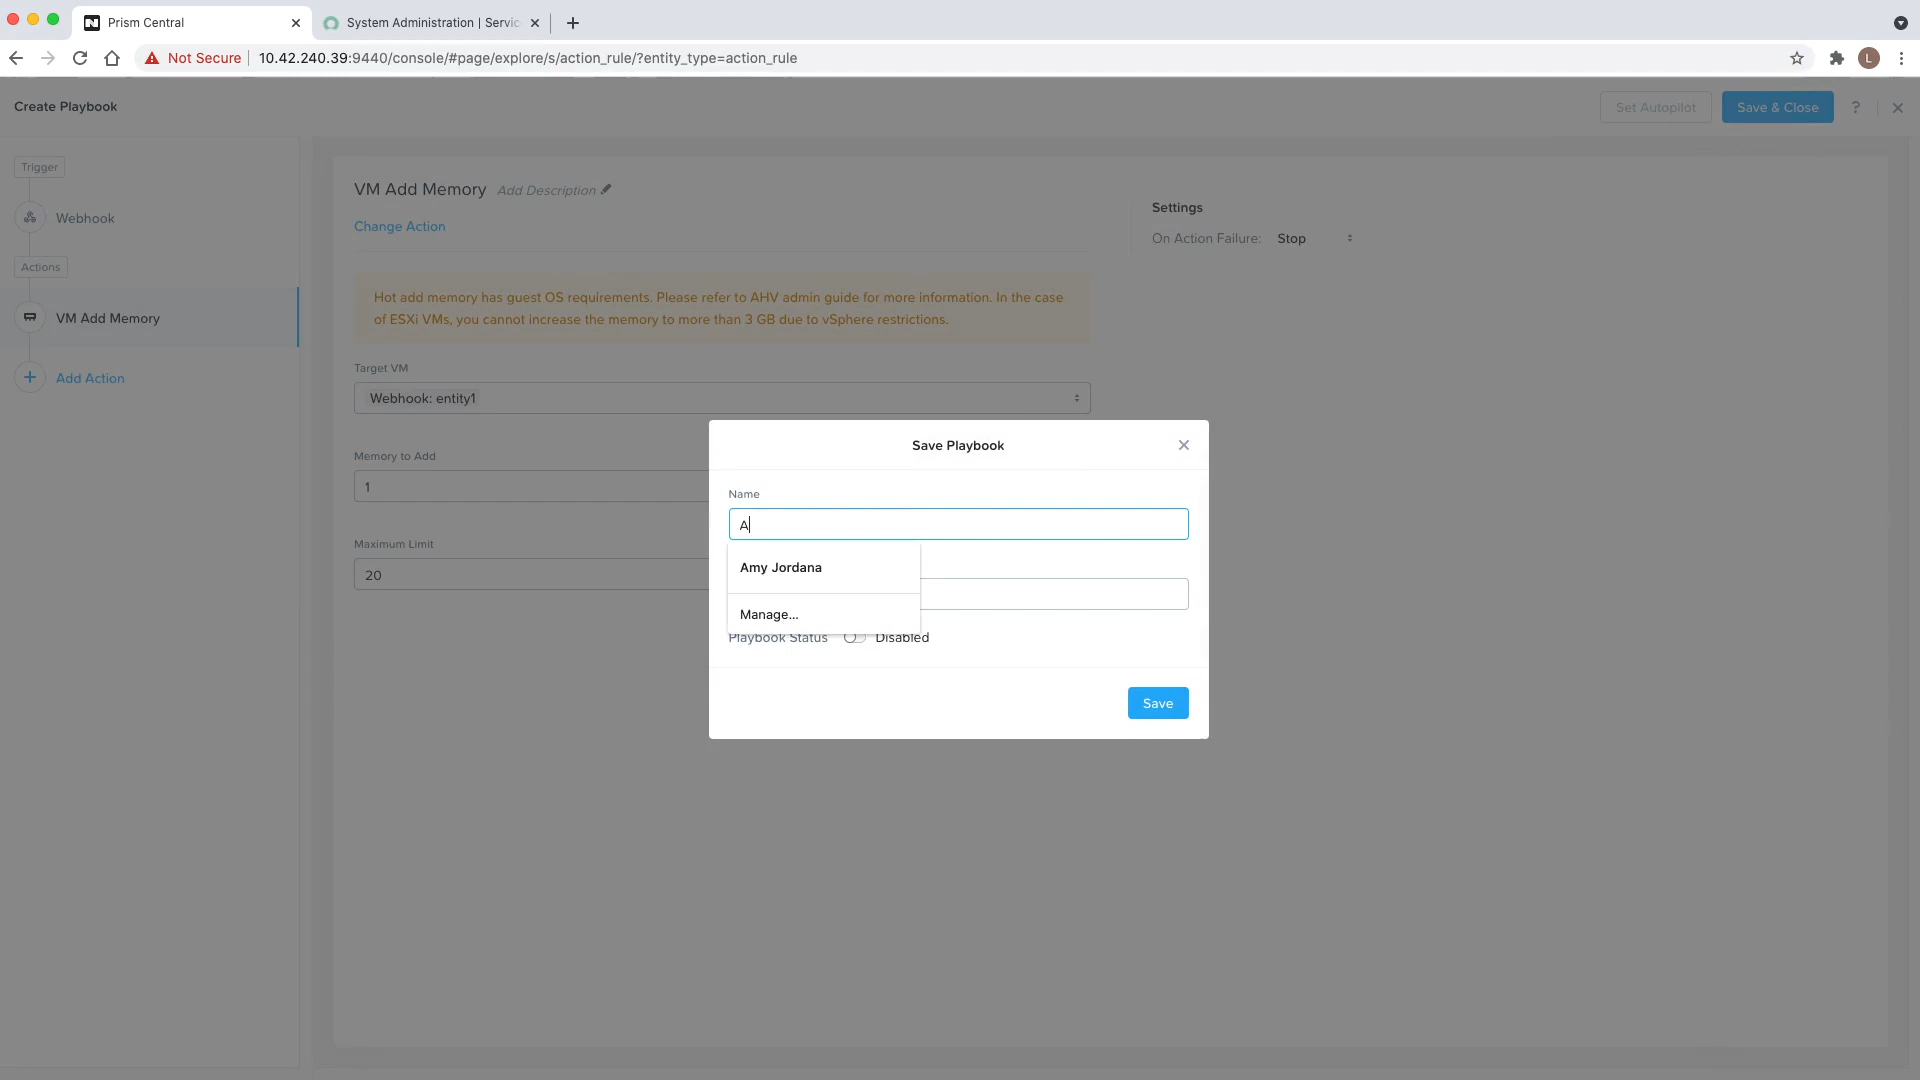 Prism Central
System Administration | Servic
Not Secure
10.42.240.39:9440/console/#page/explore/s/action_rule/?entity_type=action_rule
L
Create Playbook
Set Autopilot
Save & Close
?
Trigger
Webhook
Actions
VM Add Memory
Add Action
VM Add Memory
Add Description
Change Action
Settings
On Action Failure:
Stop
Hot add memory has guest OS requirements. Please refer to AHV admin guide for more information. In the case
of ESXi VMs, you cannot increase the memory to more than 3 GB due to vSphere restrictions.
Target VM
Webhook: entity1
Memory to Add
1
Maximum Limit
20
Save Playbook
Name
A
Amy Jordana
Manage...
Playbook Status
Disabled
Save